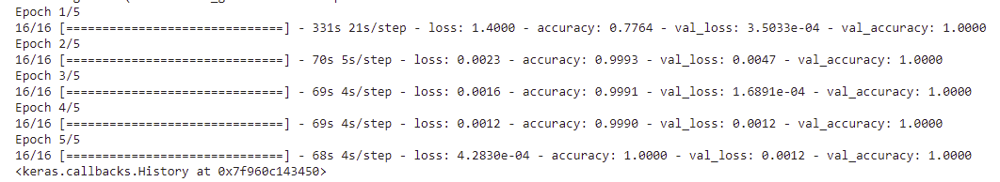 Epoch 1/5
16/16 [==============================] - 331s 21s/step - loss: 1.4000 - accuracy: 0.7764 - val_loss: 3.5033e-04 - val_accuracy: 1.0000
Epoch 2/5
16/16 [==============================] - 70s 5s/step - loss: 0.0023 - accuracy: 0.9993 - val_loss: 0.0047 - val_accuracy: 1.0000
Epoch 3/5
16/16 [==============================] - 69s 4s/step - loss: 0.0016 - accuracy: 0.9991 - val_loss: 1.6891e-04 - val_accuracy: 1.0000
Epoch 4/5
16/16 [==============================] - 69s 4s/step - loss: 0.0012 - accuracy: 0.9990 - val_loss: 0.0012 - val_accuracy: 1.0000
Epoch 5/5
16/16 [==============================] - 68s 4s/step - loss: 4.2830e-04 - accuracy: 1.0000 - val_loss: 0.0012 - val_accuracy: 1.0000
<keras.callbacks.History at 0x7f960c143450>